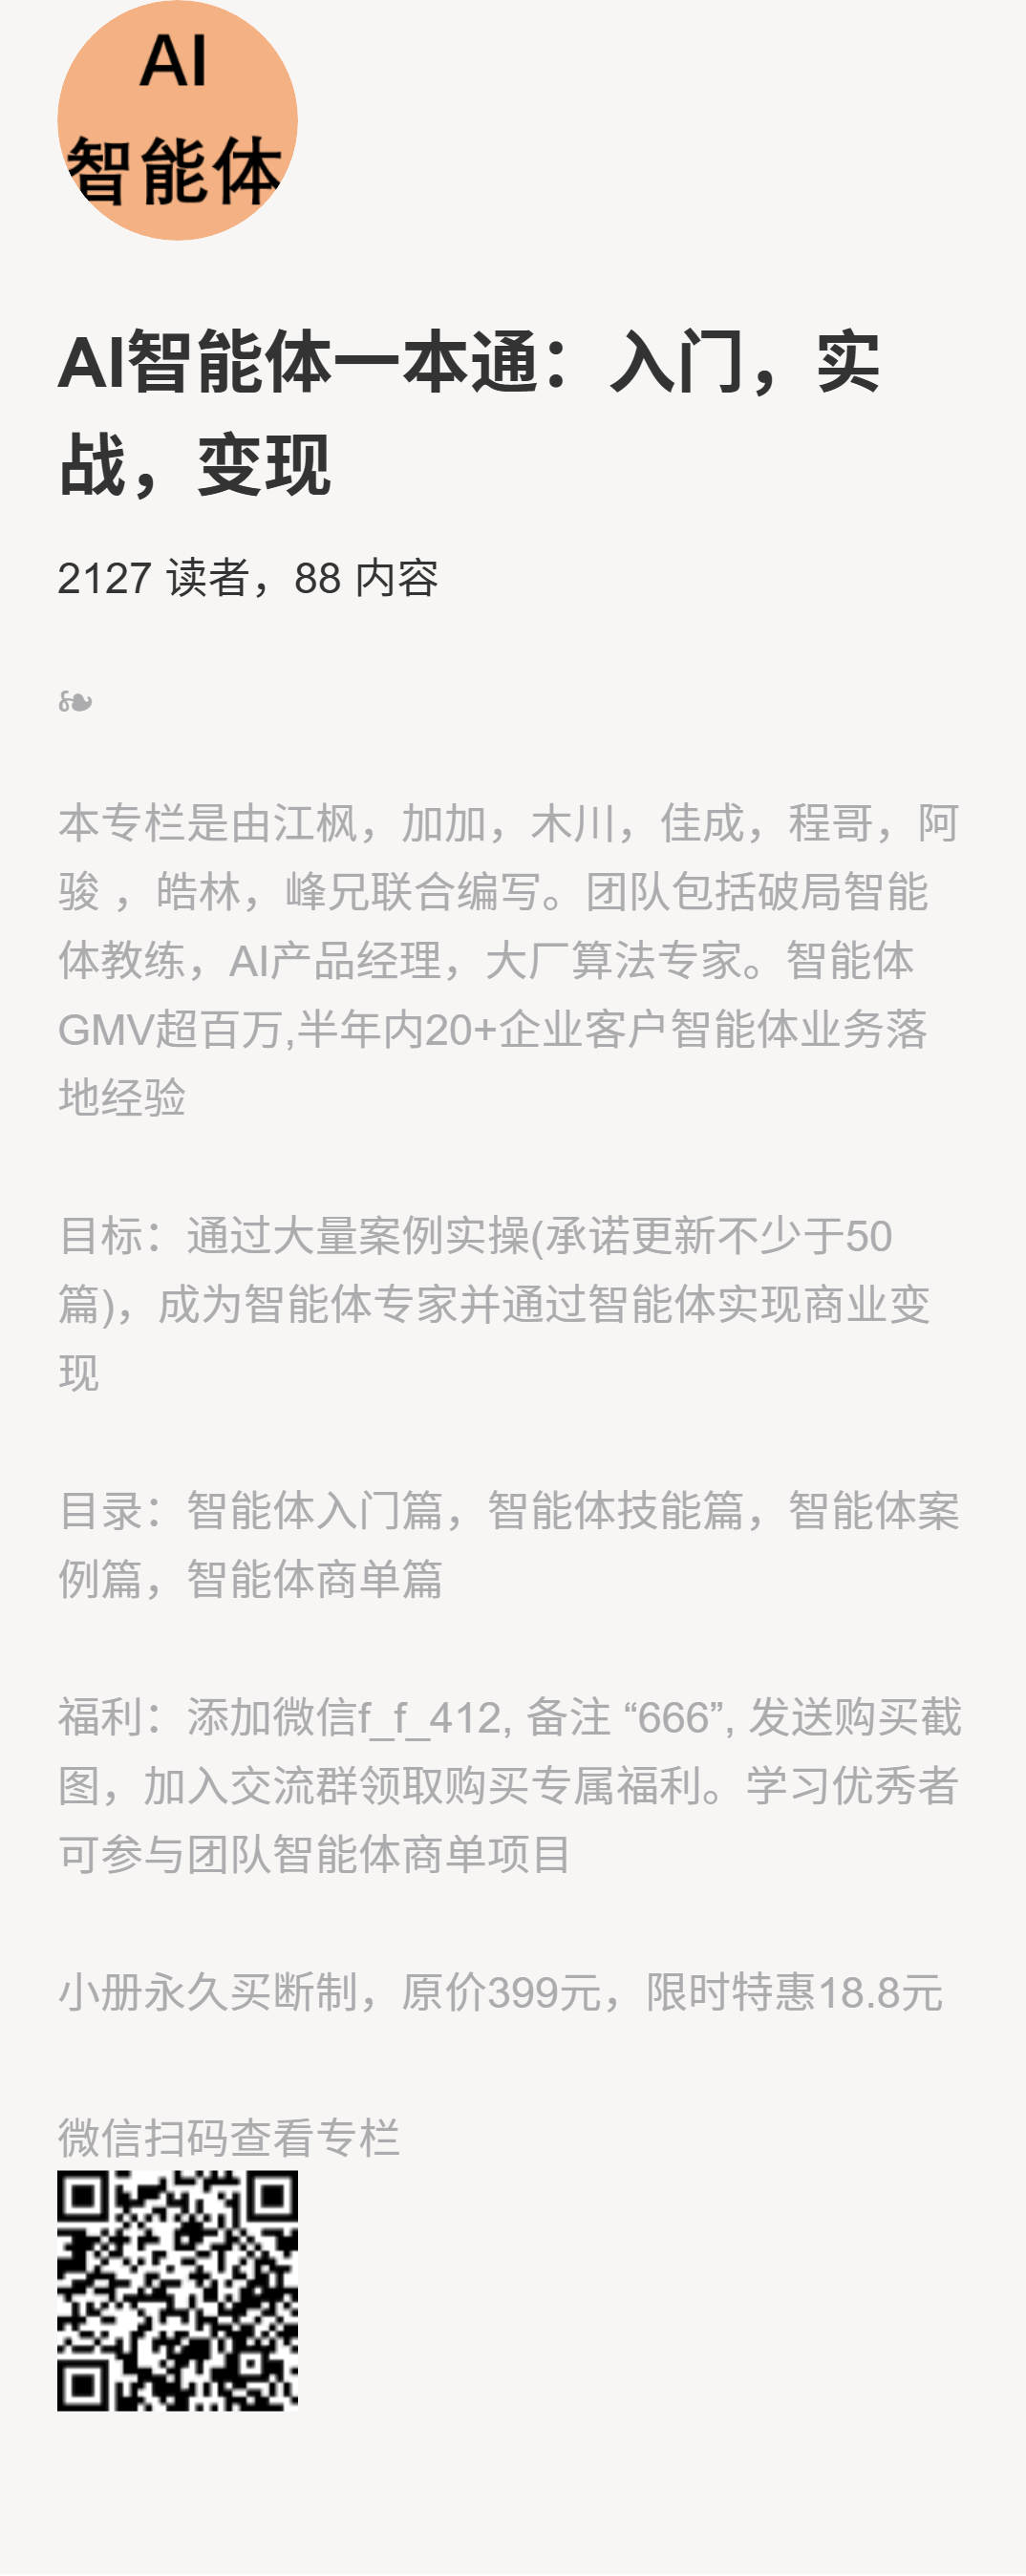 AI
智能体
AI智能体一本通：入门，实
战，变现
2127 读者，88 内容
❧
本专栏是由江枫，加加，木川，佳成，程哥，阿
骏 ，皓林，峰兄联合编写。团队包括破局智能
体教练，AI产品经理，大厂算法专家。智能体
GMV超百万,半年内20+企业客户智能体业务落
地经验
目标：通过大量案例实操(承诺更新不少于50
篇)，成为智能体专家并通过智能体实现商业变
现
目录：智能体入门篇，智能体技能篇，智能体案
例篇，智能体商单篇
福利：添加微信f_f_412, 备注 “666”, 发送购买截
图，加入交流群领取购买专属福利。学习优秀者
可参与团队智能体商单项目
小册永久买断制，原价399元，限时特惠18.8元
微信扫码查看专栏